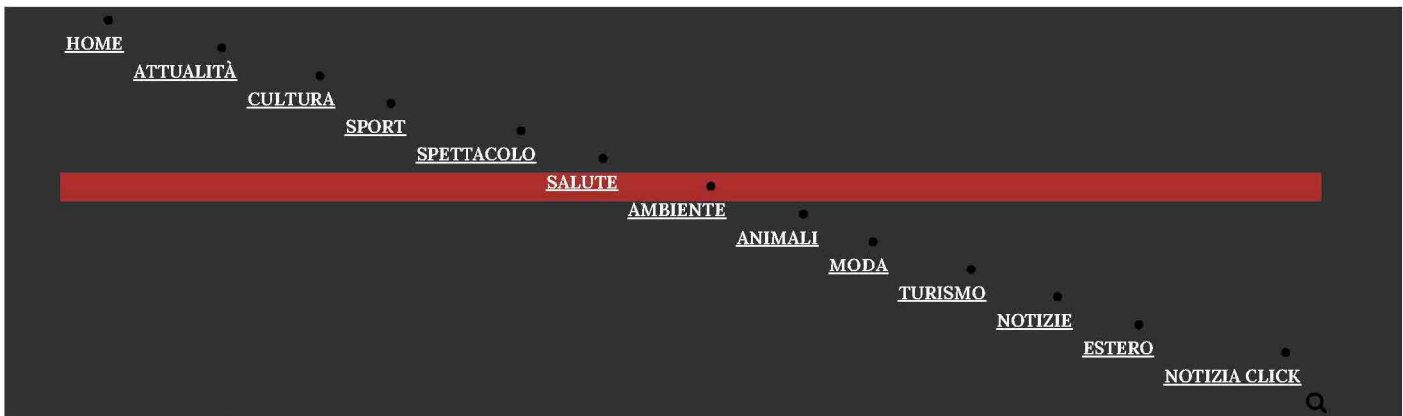 HOME
ATTUALITÀ
CULTURA
SPORT
SPETTACOLO
SALUTE
AMBIENTE
ANIMALI
MODA
TURISMO
NOTIZIE
ESTERO
NOTIZIA CLICK